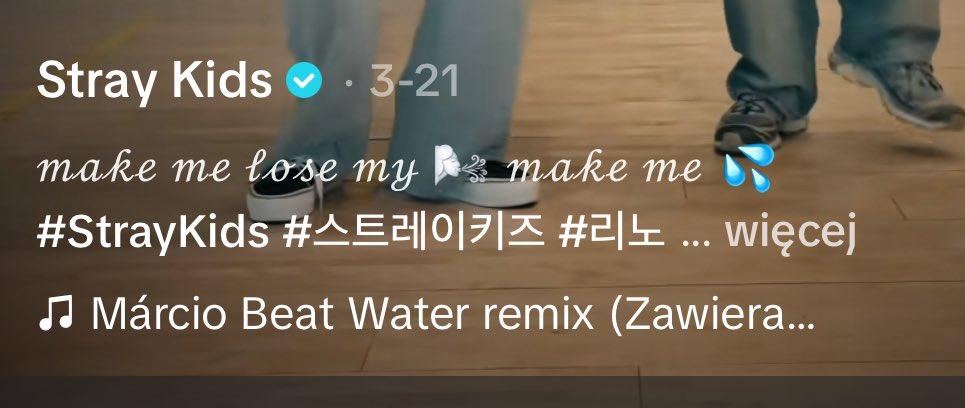 Stray Kids · 3-21
𝓂𝒶𝓀𝑒 𝓂𝑒 𝓁𝑜𝓈𝑒 𝓂𝓎 🌬️ 𝓂𝒶𝓀𝑒 𝓂𝑒 💦
#StrayKids #스트레이키즈 #리노 ... więcej
♫ Márcio Beat Water remix (Zawiera...